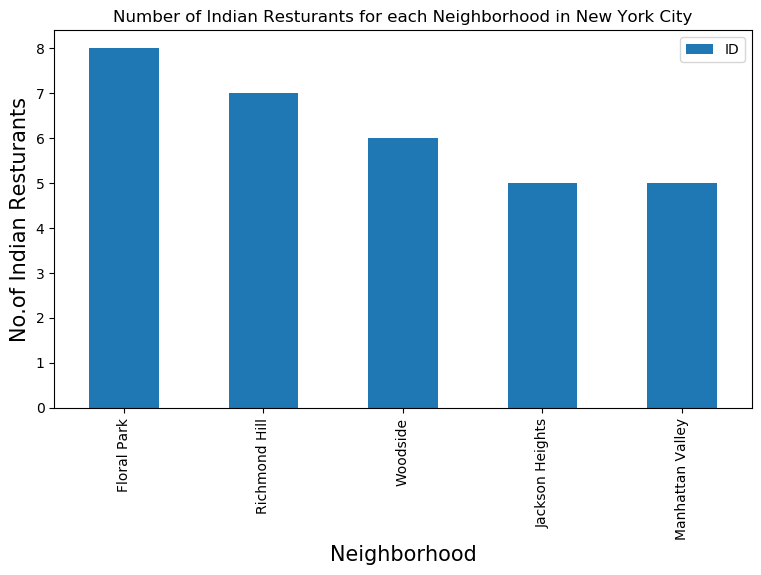 Number of Indian Resturants for each Neighborhood in New York City
ID
No.of Indian Resturants
8
7
6
5
4
3
2
1
0
Floral Park
Richmond Hill
Woodside
Jackson Heights
Manhattan Valley
Neighborhood